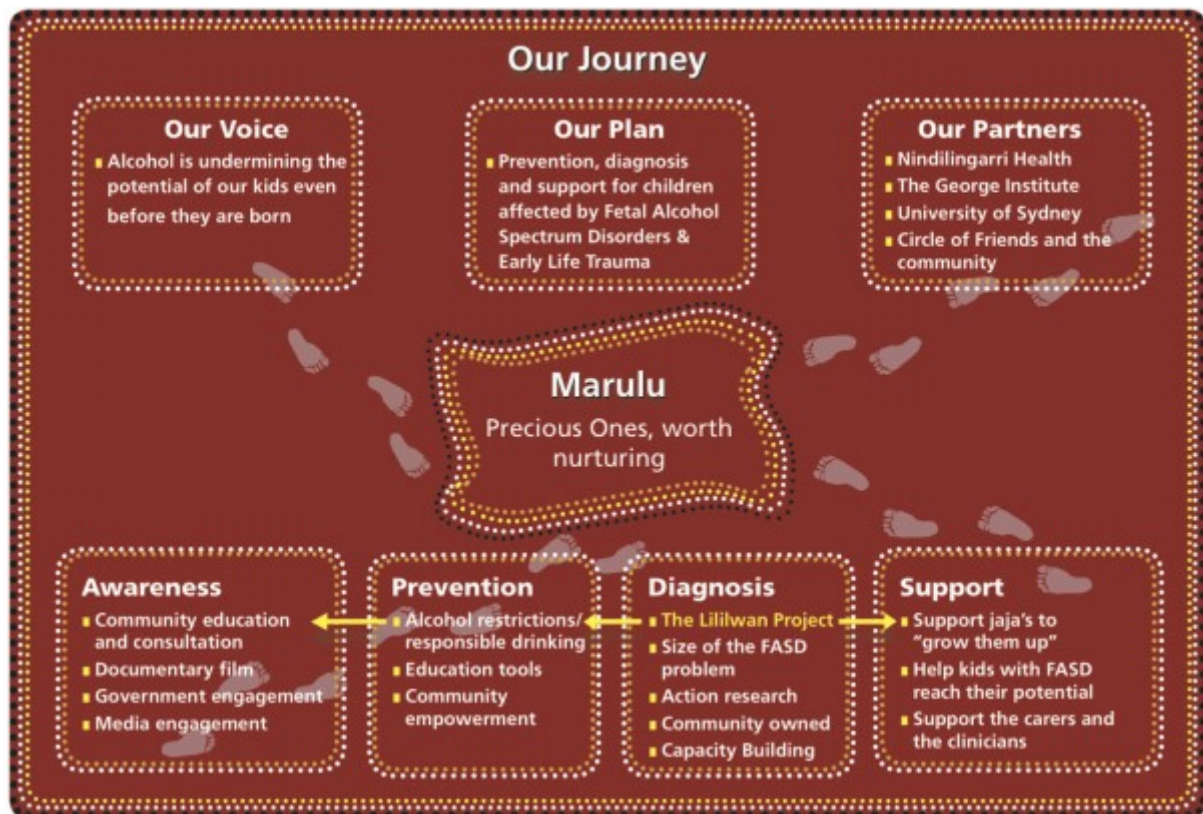 Our Journey
Our Voice
Alcohol is undermining the
potential of our kids even
before they are born
Our Plan
Prevention, diagnosis
and support for children
affected by Fetal Alcohol
Spectrum Disorders &
Early Life Trauma
Our Partners
Nindilingarri Health
The George Institute
University of Sydney
Circle of Friends and the
community
Marulu
Precious Ones, worth
nurturing
Awareness
Community education
and consultation
Documentary film
Government engagement
Media engagement
Prevention
Alcohol restrictions/
responsible drinking
Education tools
Community
empowerment
Diagnosis
The Lililwan Project
Size of the FASD
problem
Action research
Community owned
Capacity Building
Support
Support jaja's to
"grow them up"
Help kids with FASD
reach their potential
Support the carers and
the clinicians